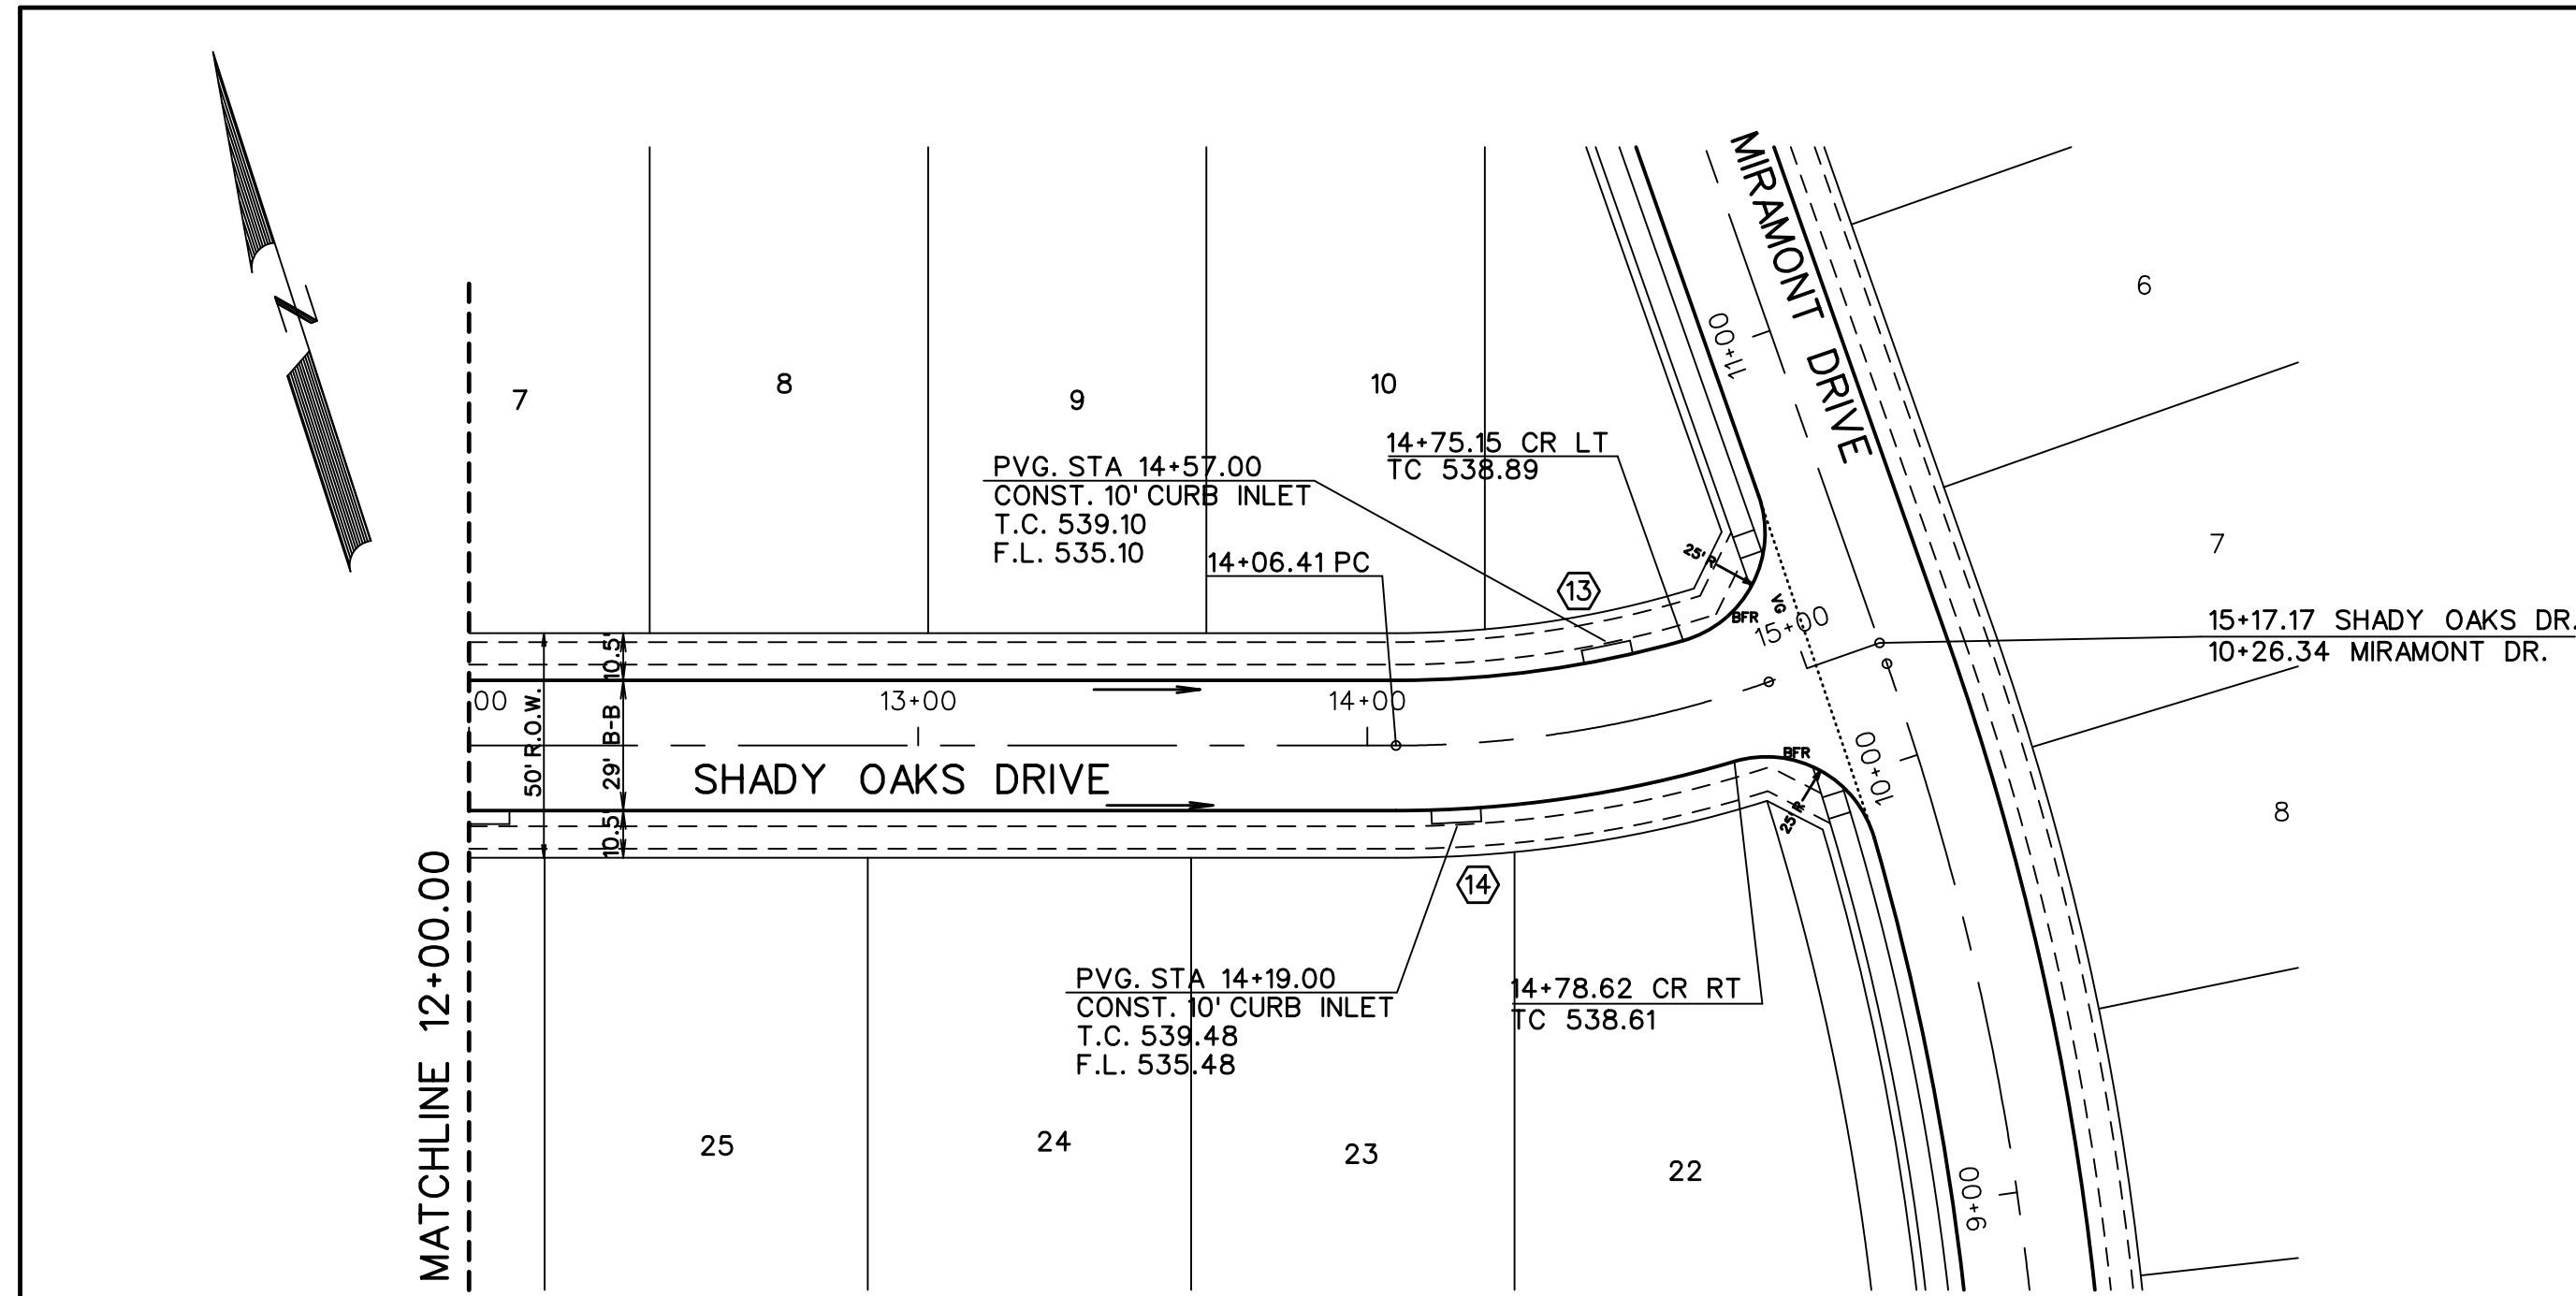 N
MIRAMONT DRIVE
6
7
8
9
10
11+00
14+75.15 CR LT
TC 538.89
PVG. STA 14+57.00
CONST. 10' CURB INLET
T.C. 539.10
F.L. 535.10
14+06.41 PC
13
25' R
BFR
VG
15+00
7
15+17.17 SHADY OAKS DR.
10+26.34 MIRAMONT DR.
10.5'
50' R.O.W.
29' B-B
10.5'
00
13+00
14+00
SHADY OAKS DRIVE
BFR
25' R
10+00
8
14
MATCHLINE 12+00.00
PVG. STA 14+19.00
CONST. 10' CURB INLET
T.C. 539.48
F.L. 535.48
14+78.62 CR RT
TC 538.61
25
24
23
22
9+00